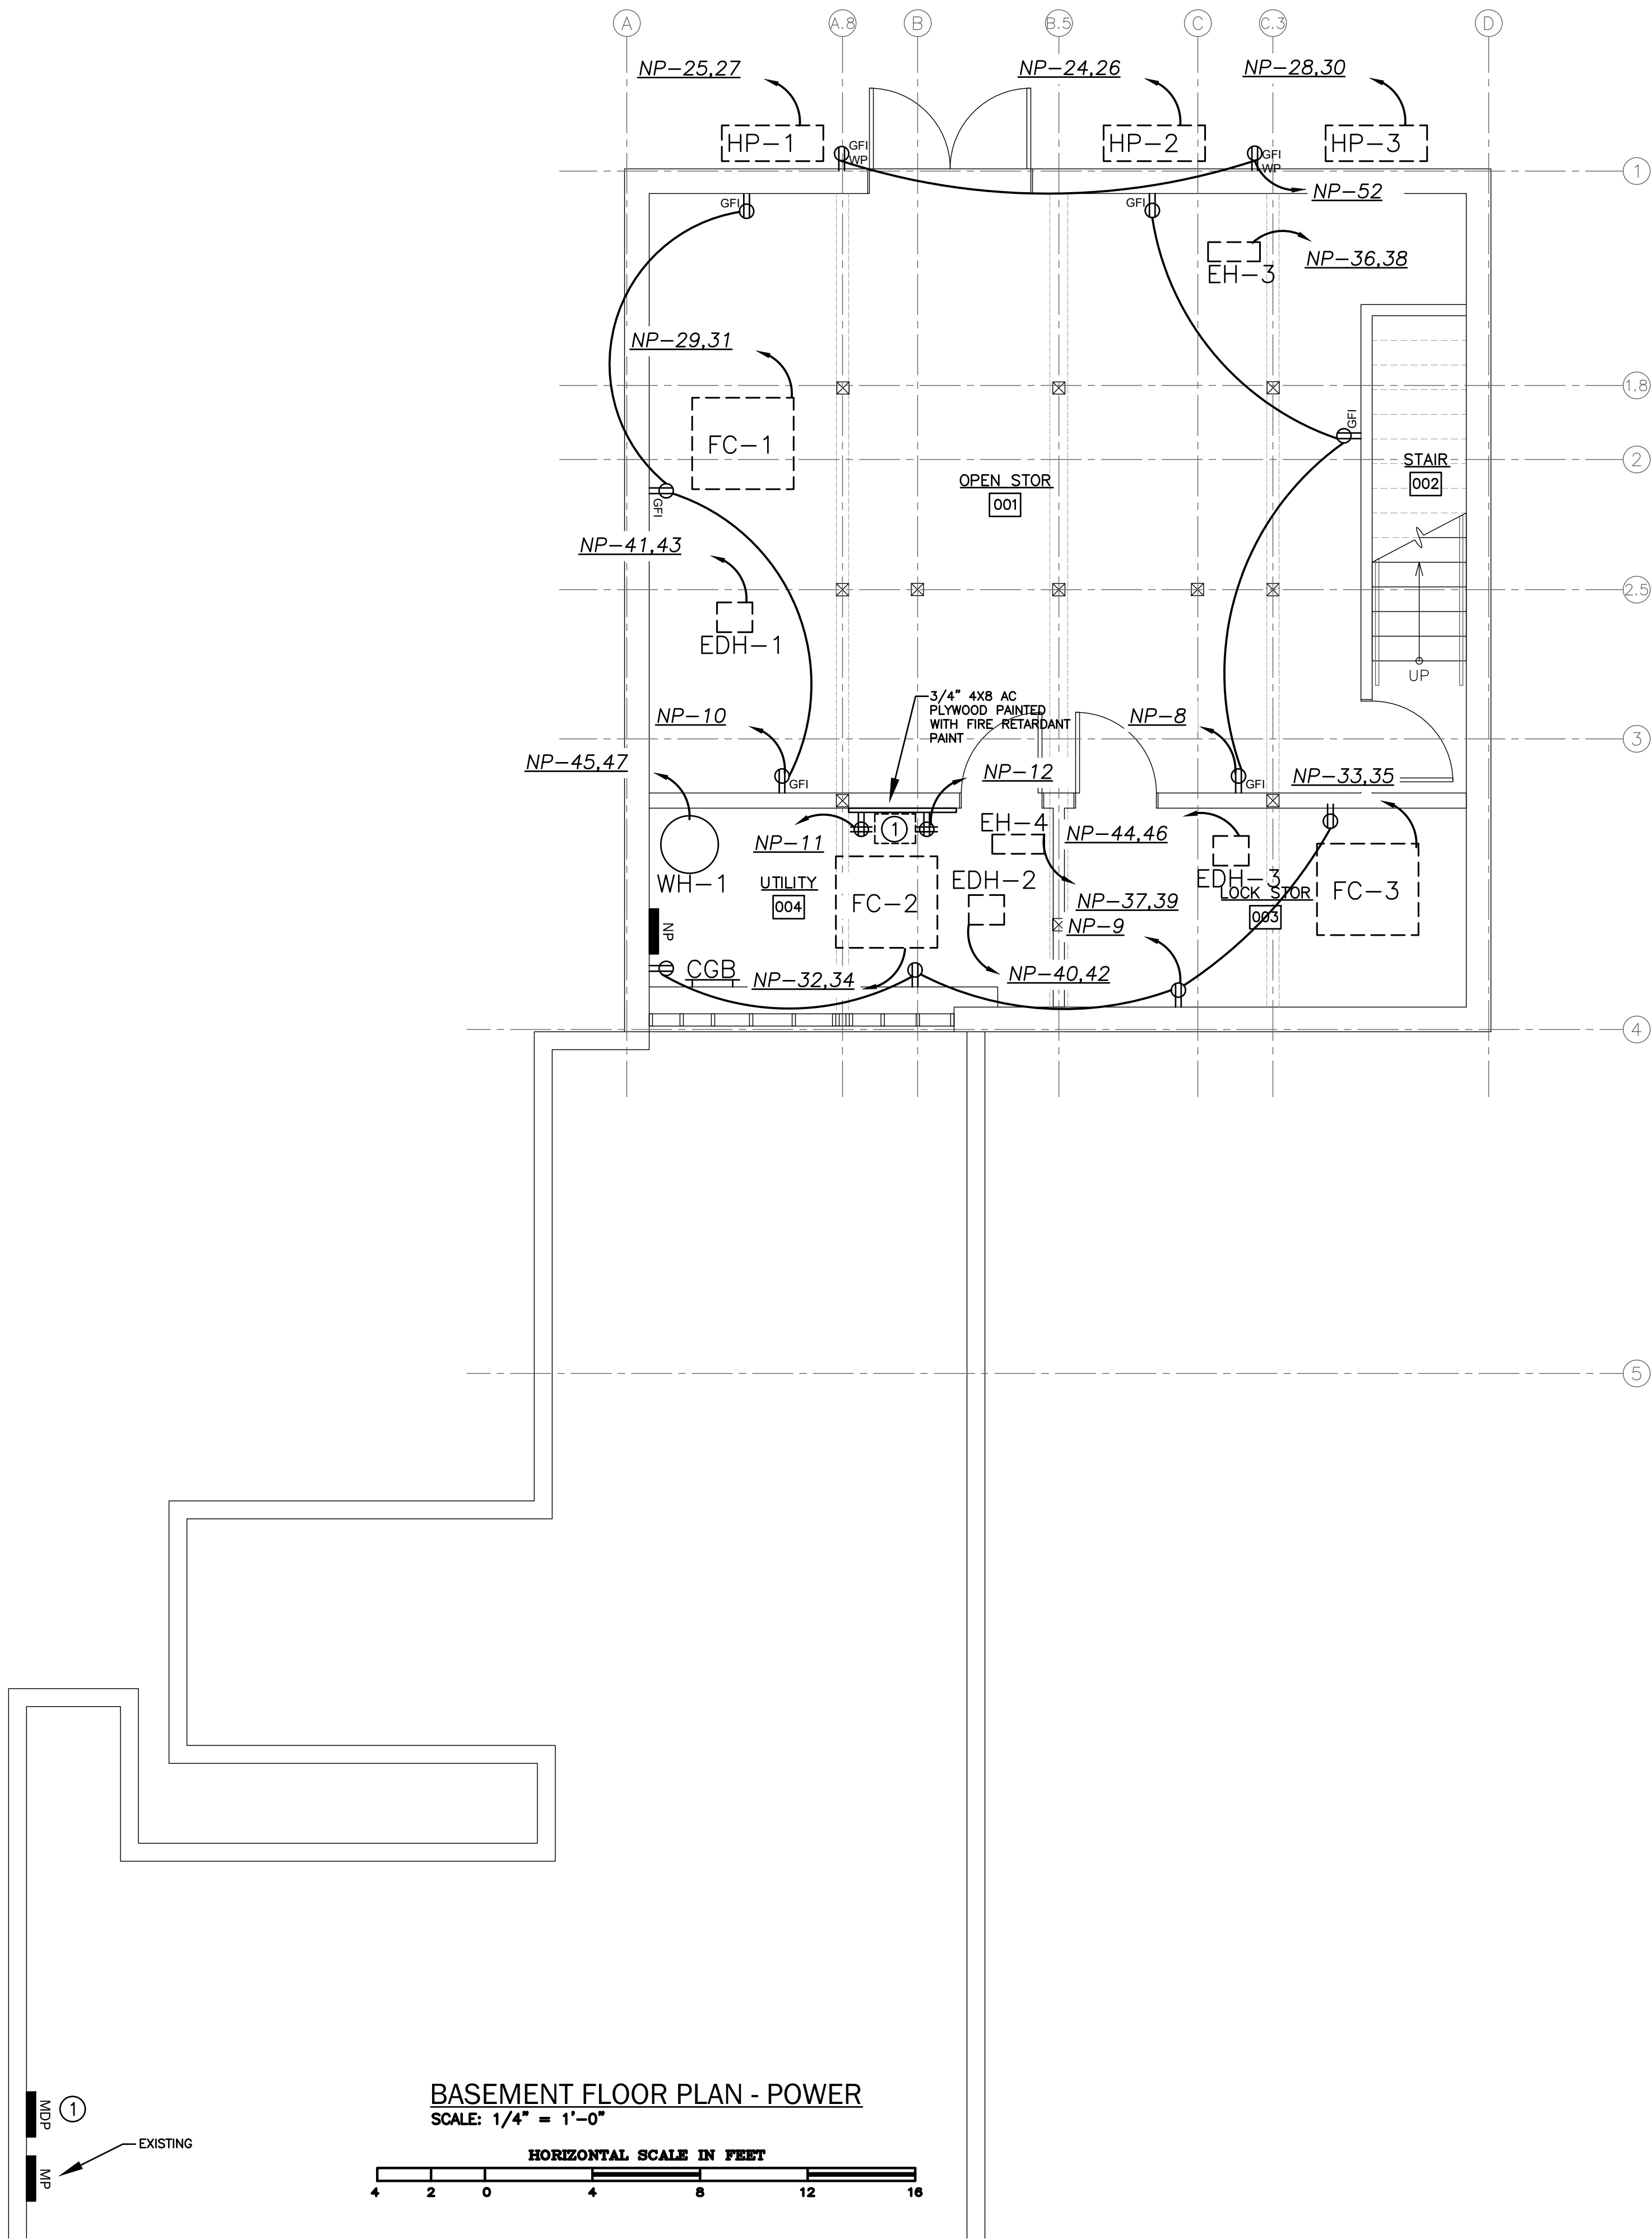 A A.8 B B.5 C C.3 D
NP-25,27
NP-24,26
NP-28,30
HP-1
GFI
WP
HP-2
GFI
WP
HP-3
1
NP-52
GFI
GFI
EH-3
NP-36,38
NP-29,31
1.8
FC-1
GFI
2
OPEN STOR
001
STAIR
002
GFI
NP-41,43
2.5
EDH-1
UP
3/4" 4X8 AC
PLYWOOD PAINTED
WITH FIRE RETARDANT
PAINT
NP-10
NP-8
3
NP-45,47
GFI
NP-12
GFI
NP-33,35
NP-11
1
EH-4
NP-44,46
WH-1
UTILITY
004
FC-2
EDH-2
EDH-3
LOCK STOR
003
FC-3
NP-37,39
NP-9
NP
CGB
NP-32,34
NP-40,42
4
5
MDP
1
EXISTING
MP
BASEMENT FLOOR PLAN - POWER
SCALE: 1/4" = 1'-0"
HORIZONTAL SCALE IN FEET
4 2 0 4 8 12 16